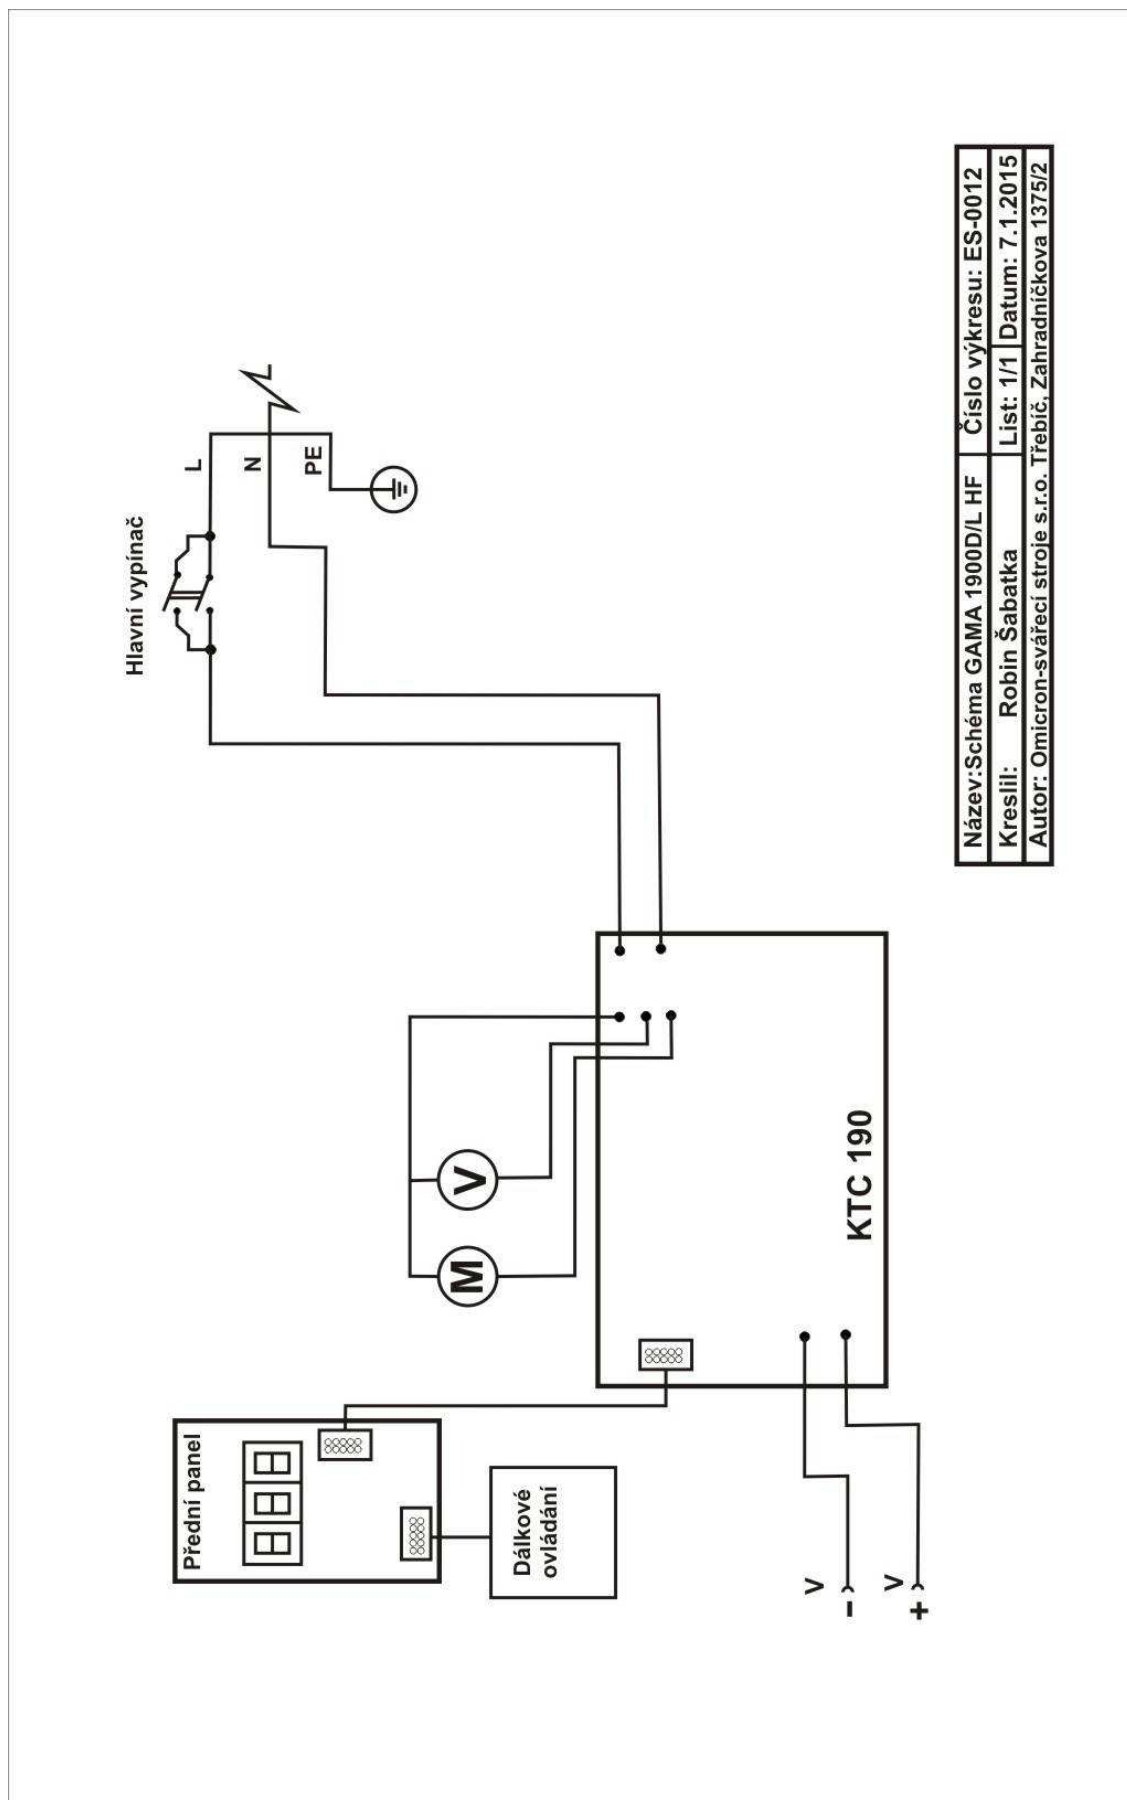 Hlavní vypínač
L
N
PE
V
M
Přední panel
Dálkové
ovládání
KTC 190
V
-
V
+
Název:Schéma GAMA 1900D/L HF
Číslo výkresu: ES-0012
Kreslil: Robin Šabatka
List: 1/1
Datum: 7.1.2015
Autor: Omicron-svářecí stroje s.r.o. Třebíč, Zahradníčkova 1375/2